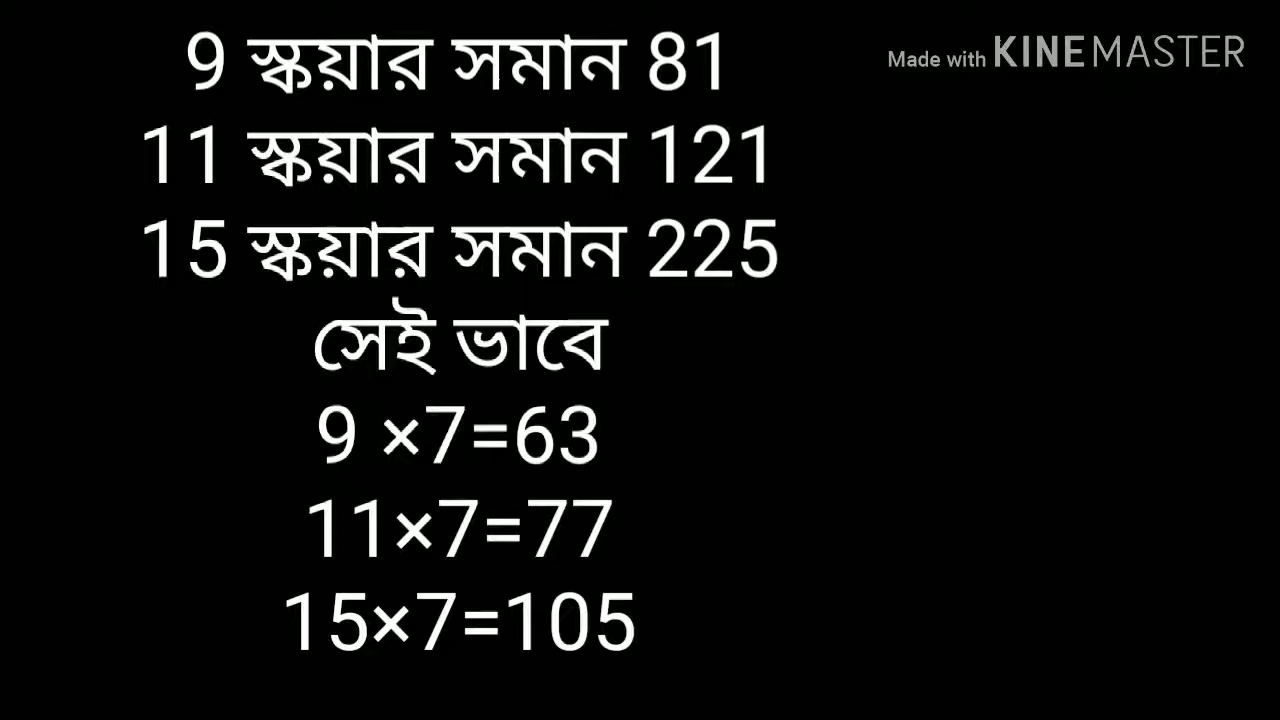 9 স্কয়ার সমান 81
Made with KINEMASTER
11 স্কয়ার সমান 121
15 স্কয়ার সমান 225
সেই ভাবে
9 ×7=63
11×7=77
15×7=105